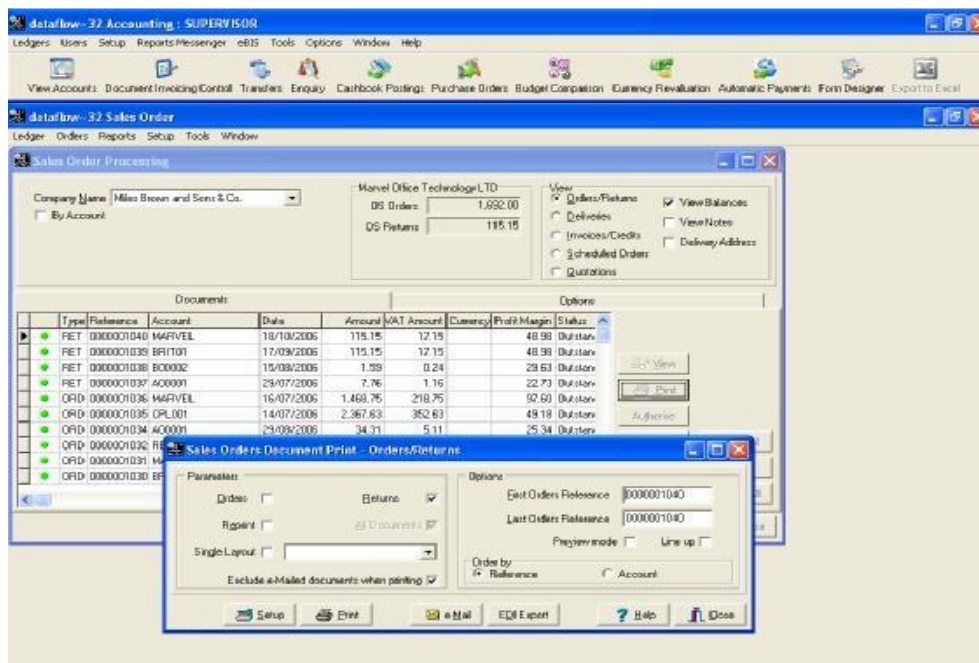 dataflow-32 Accounting : SUPERVISOR
Ledgers Users Setup Reports Messenger eBIS Tools Options Window Help
View Accounts Document Invoicing Control Transfers Enquiry Cashbook Postings Purchase Orders Budget Comparison Currency Revaluation Automatic Payments Form Designer Export to Excel
dataflow-32 Sales Order
Ledger Orders Reports Setup Tools Window
Sales Order Processing
Company Name Miles Brown and Sons & Co.
By Account
Marvel Office Technology LTD
OS Orders 1,692.00
OS Returns 115.15
View
Orders/Returns
Deliveries
Invoices/Credits
Scheduled Orders
Quotations
View Balances
View Notes
Delivery Address
Documents Options
Type Reference Account Date Amount VAT Amount Currency Profit Margin Status
RET 0000001040 MARVEL 18/10/2006 115.15 17.15 48.98 Outstan
RET 0000001039 BRIT01 17/09/2006 115.15 17.15 48.98 Outstan
RET 0000001038 BO0002 15/08/2006 1.59 0.24 29.63 Outstan
RET 0000001037 AO0001 29/07/2006 7.76 1.16 22.73 Outstan
ORD 0000001036 MARVEL 16/07/2006 1,468.75 218.75 97.60 Outstan
ORD 0000001035 OPL001 14/07/2006 2,367.63 352.63 49.18 Outstan
ORD 0000001034 AO0001 29/09/2006 34.31 5.11 25.34 Outstan
ORD 0000001032 RE
ORD 0000001031 M
ORD 0000001030 BR
View
Print
Authorise
Sales Orders Document Print - Orders/Returns
Parameters
Orders
Returns
Reprint
All Documents
Single Layout
Exclude e-Mailed documents when printing
Options
First Orders Reference 0000001040
Last Orders Reference 0000001040
Preview mode Line up
Order by
Reference Account
Setup Print e-Mail EDI Export Help Close